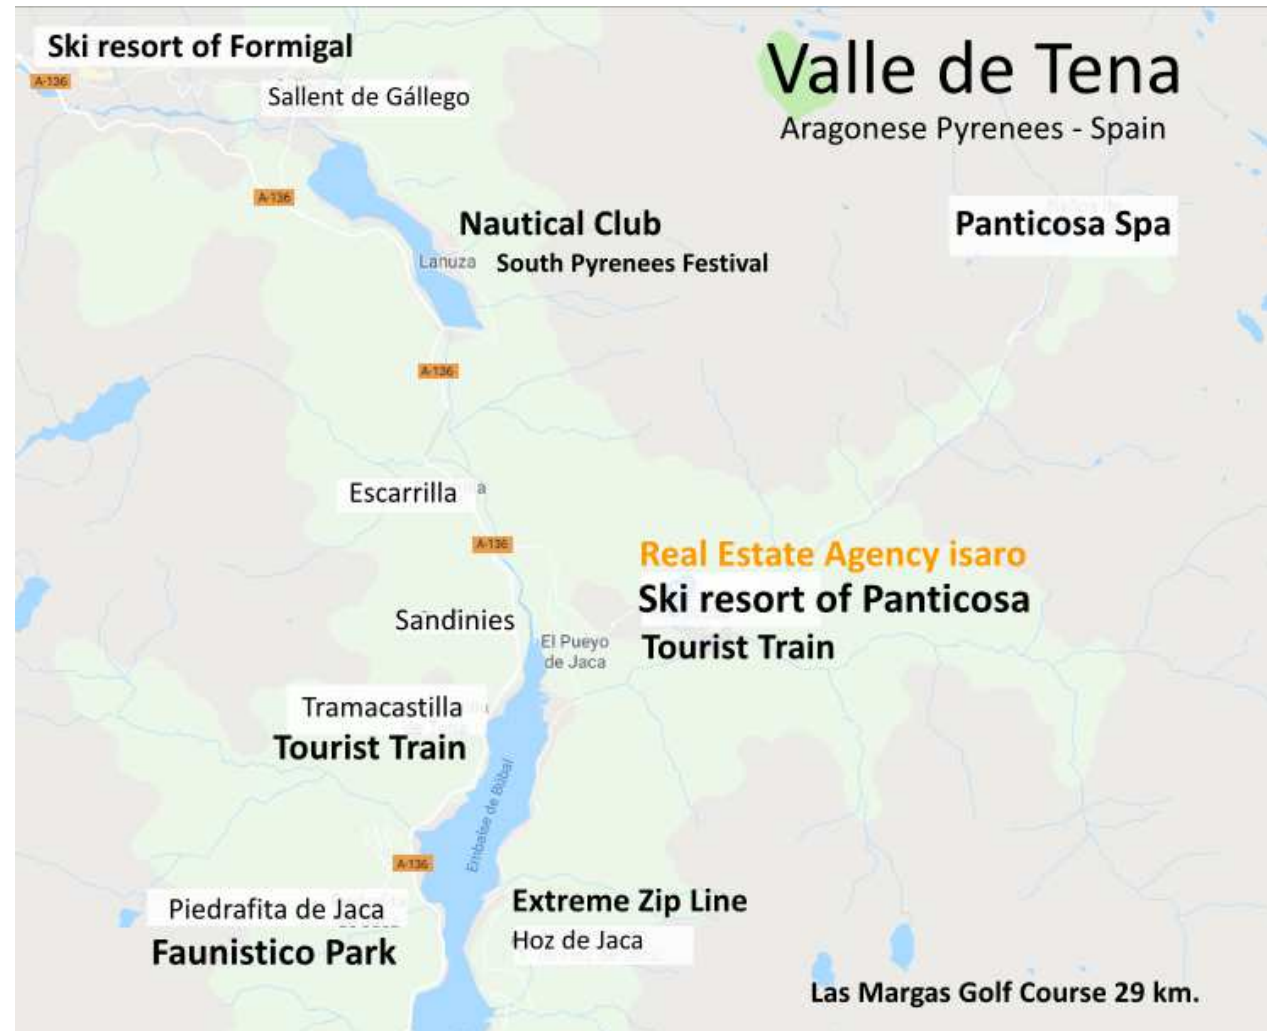 Ski resort of Formigal
Valle de Tena
A-136
Sallent de Gállego
Aragonese Pyrenees - Spain
A-136
Nautical Club
Panticosa Spa
Lanuza
South Pyrenees Festival
A-136
Escarrilla
A-136
Real Estate Agency isaro
Ski resort of Panticosa
Sandinies
El Pueyo
de Jaca
Tourist Train
Tramacastilla
Tourist Train
Embalse de Búbal
A-136
Piedrafita de Jaca
Extreme Zip Line
Hoz de Jaca
Faunistico Park
Las Margas Golf Course 29 km.